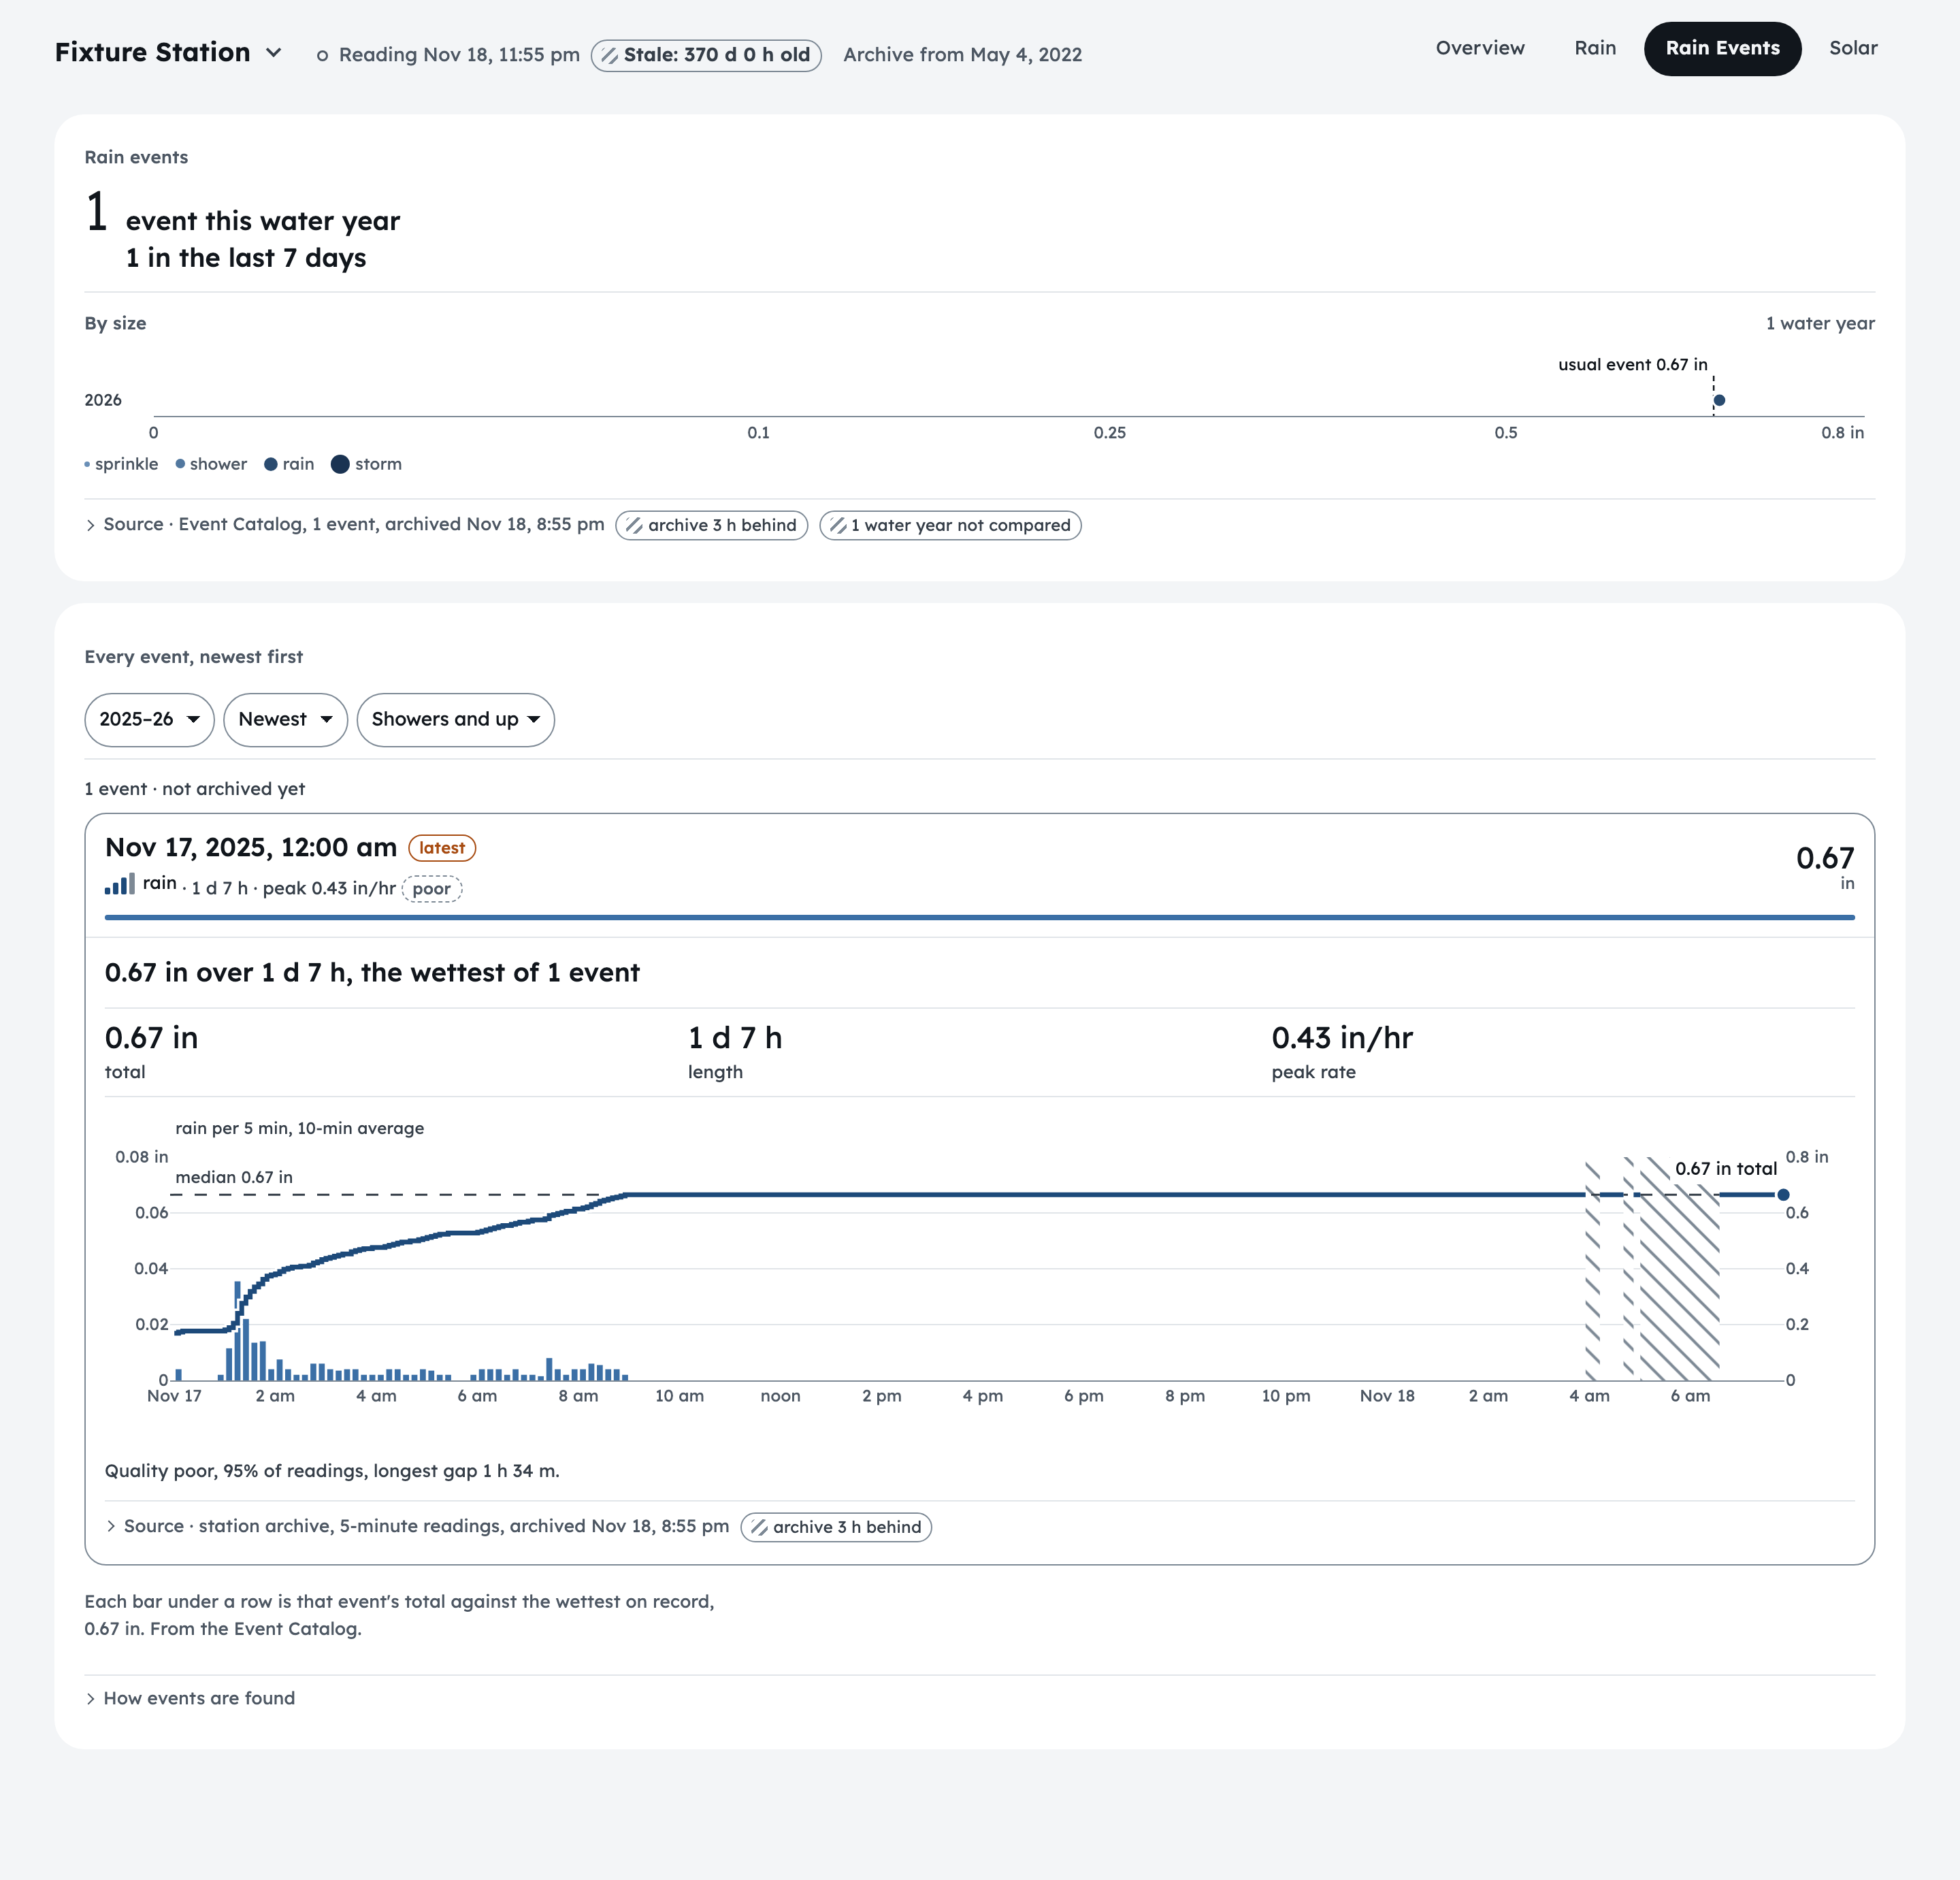 Fixture Station
Reading Nov 18, 11:55 pm
Stale: 370 d 0 h old
Archive from May 4, 2022
Overview
Rain
Rain Events
Solar
Rain events
1 event this water year
1 in the last 7 days
By size
1 water year
usual event 0.67 in
2026
0 0.1 0.25 0.5 0.8 in
sprinkle shower rain storm
Source · Event Catalog, 1 event, archived Nov 18, 8:55 pm
archive 3 h behind
1 water year not compared
Every event, newest first
2025–26
Newest
Showers and up
1 event · not archived yet
Nov 17, 2025, 12:00 am
latest
rain · 1 d 7 h · peak 0.43 in/hr
poor
0.67
in
0.67 in over 1 d 7 h, the wettest of 1 event
0.67 in
total
1 d 7 h
length
0.43 in/hr
peak rate
rain per 5 min, 10-min average
0.08 in
0.8 in
median 0.67 in
0.67 in total
0.06
0.6
0.04
0.4
0.02
0.2
0
0
Nov 17 2 am 4 am 6 am 8 am 10 am noon 2 pm 4 pm 6 pm 8 pm 10 pm Nov 18 2 am 4 am 6 am
Quality poor, 95% of readings, longest gap 1 h 34 m.
Source · station archive, 5-minute readings, archived Nov 18, 8:55 pm
archive 3 h behind
Each bar under a row is that event's total against the wettest on record,
0.67 in. From the Event Catalog.
How events are found